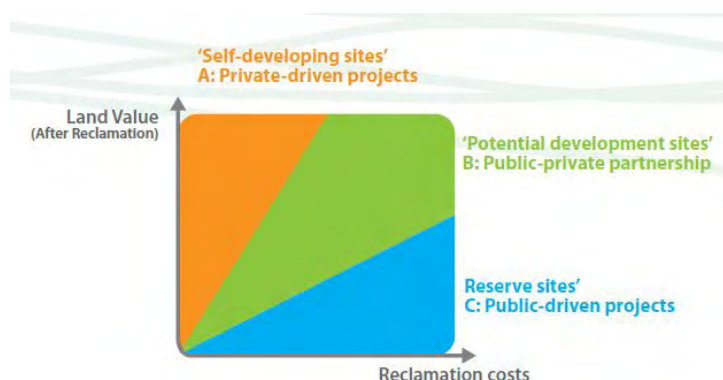 'Self-developing sites'
A: Private-driven projects
Land Value
(After Reclamation)
'Potential development sites'
B: Public-private partnership
Reserve sites'
C: Public-driven projects
Reclamation costs